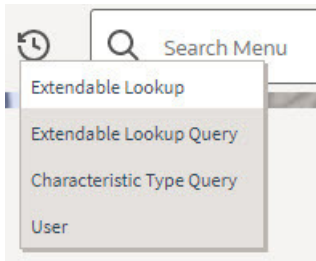 Search Menu
Extendable Lookup
Extendable Lookup Query
Characteristic Type Query
User